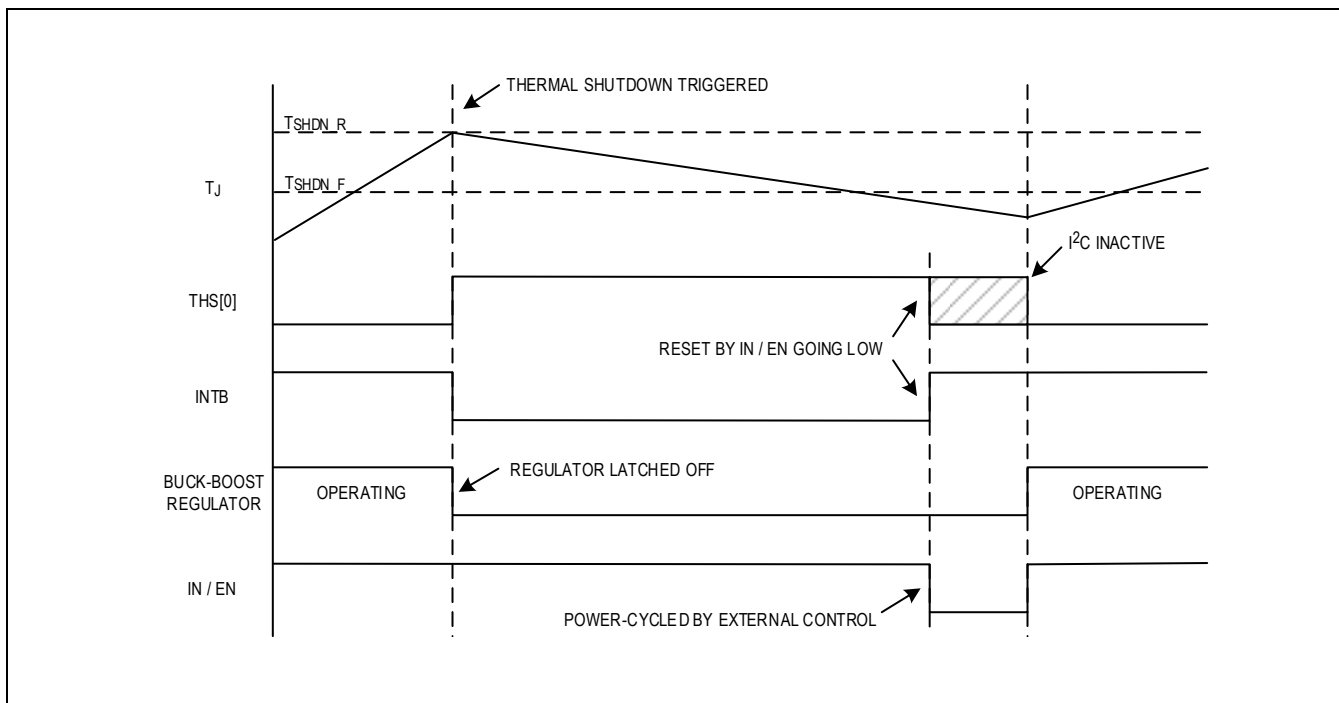 THERMAL SHUTDOWN TRIGGERED
TSHDN_R
TJ
TSHDN_F
I2C INACTIVE
THS[0]
RESET BY IN / EN GOING LOW
INTB
REGULATOR LATCHED OFF
BUCK-BOOST
REGULATOR
OPERATING
OPERATING
IN / EN
POWER-CYCLED BY EXTERNAL CONTROL